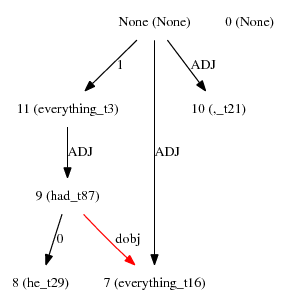 None (None) 0 (None)
1 ADJ
11 (everything_t3) 10 (,_t21)
ADJ ADJ
9 (had_t87)
0 dobj
8 (he_t29) 7 (everything_t16)